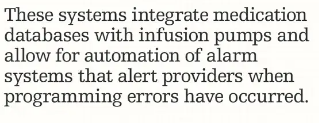 These systems integrate medication
databases with infusion pumps and
allow for automation of alarm
systems that alert providers when
programming errors have occurred.